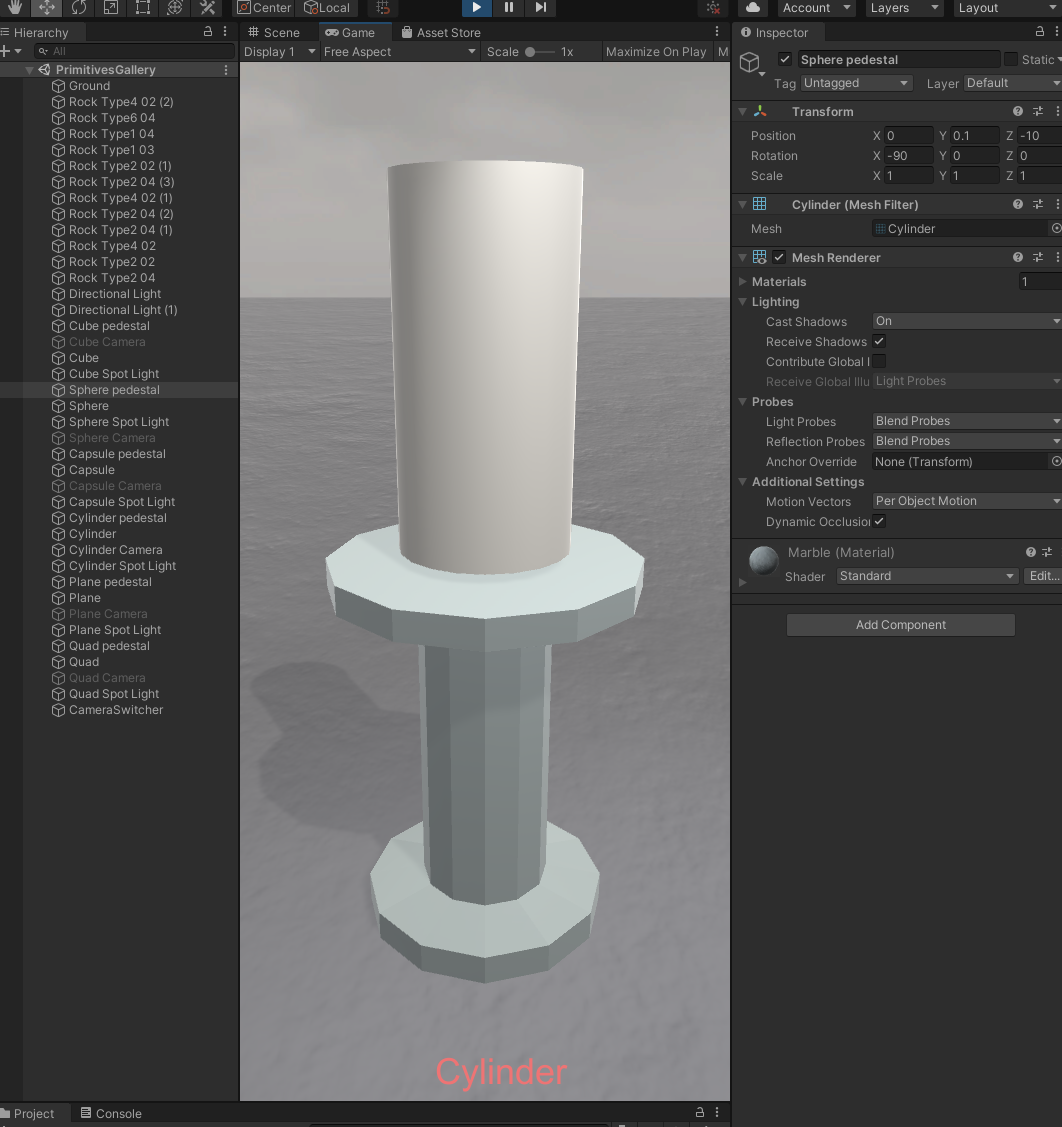 Center Local Account Layers Layout
Hierarchy
All
PrimitivesGallery
Ground
Rock Type4 02 (2)
Rock Type6 04
Rock Type1 04
Rock Type1 03
Rock Type2 02 (1)
Rock Type2 04 (3)
Rock Type4 02 (1)
Rock Type2 04 (2)
Rock Type2 04 (1)
Rock Type4 02
Rock Type2 02
Rock Type2 04
Directional Light
Directional Light (1)
Cube pedestal
Cube Camera
Cube
Cube Spot Light
Sphere pedestal
Sphere
Sphere Spot Light
Sphere Camera
Capsule pedestal
Capsule
Capsule Camera
Capsule Spot Light
Cylinder pedestal
Cylinder
Cylinder Camera
Cylinder Spot Light
Plane pedestal
Plane
Plane Camera
Plane Spot Light
Quad pedestal
Quad
Quad Camera
Quad Spot Light
CameraSwitcher
Scene Game Asset Store
Display 1 Free Aspect Scale 1x Maximize On Play M
Cylinder
Inspector
Sphere pedestal Static
Tag Untagged Layer Default
Transform
Position X 0 Y 0.1 Z -10
Rotation X -90 Y 0 Z 0
Scale X 1 Y 1 Z 1
Cylinder (Mesh Filter)
Mesh Cylinder
Mesh Renderer
Materials 1
Lighting
Cast Shadows On
Receive Shadows
Contribute Global I
Receive Global Illu Light Probes
Probes
Light Probes Blend Probes
Reflection Probes Blend Probes
Anchor Override None (Transform)
Additional Settings
Motion Vectors Per Object Motion
Dynamic Occlusion
Marble (Material)
Shader Standard Edit...
Add Component
Project Console